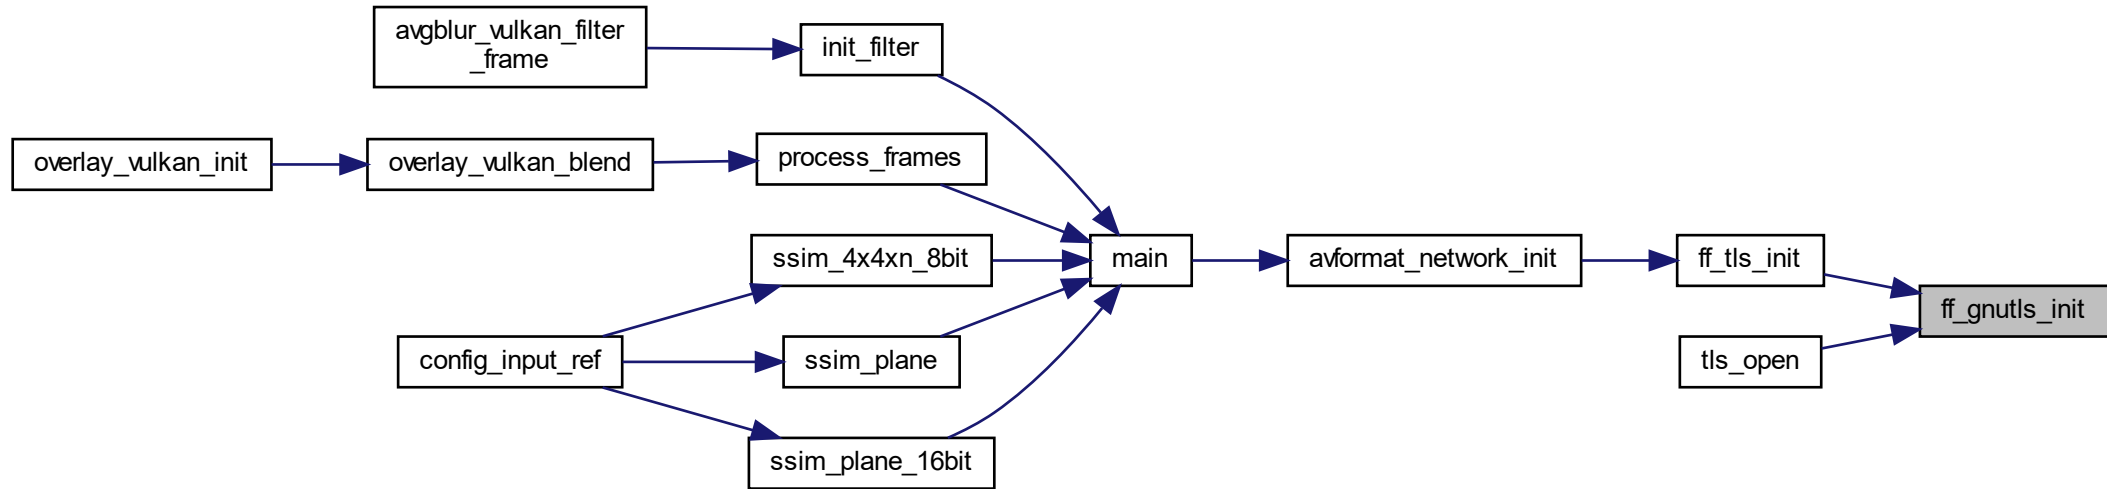 avgblur_vulkan_filter
_frame
init_filter
overlay_vulkan_init
overlay_vulkan_blend
process_frames
ssim_4x4xn_8bit
main
avformat_network_init
ff_tls_init
ff_gnutls_init
config_input_ref
ssim_plane
tls_open
ssim_plane_16bit